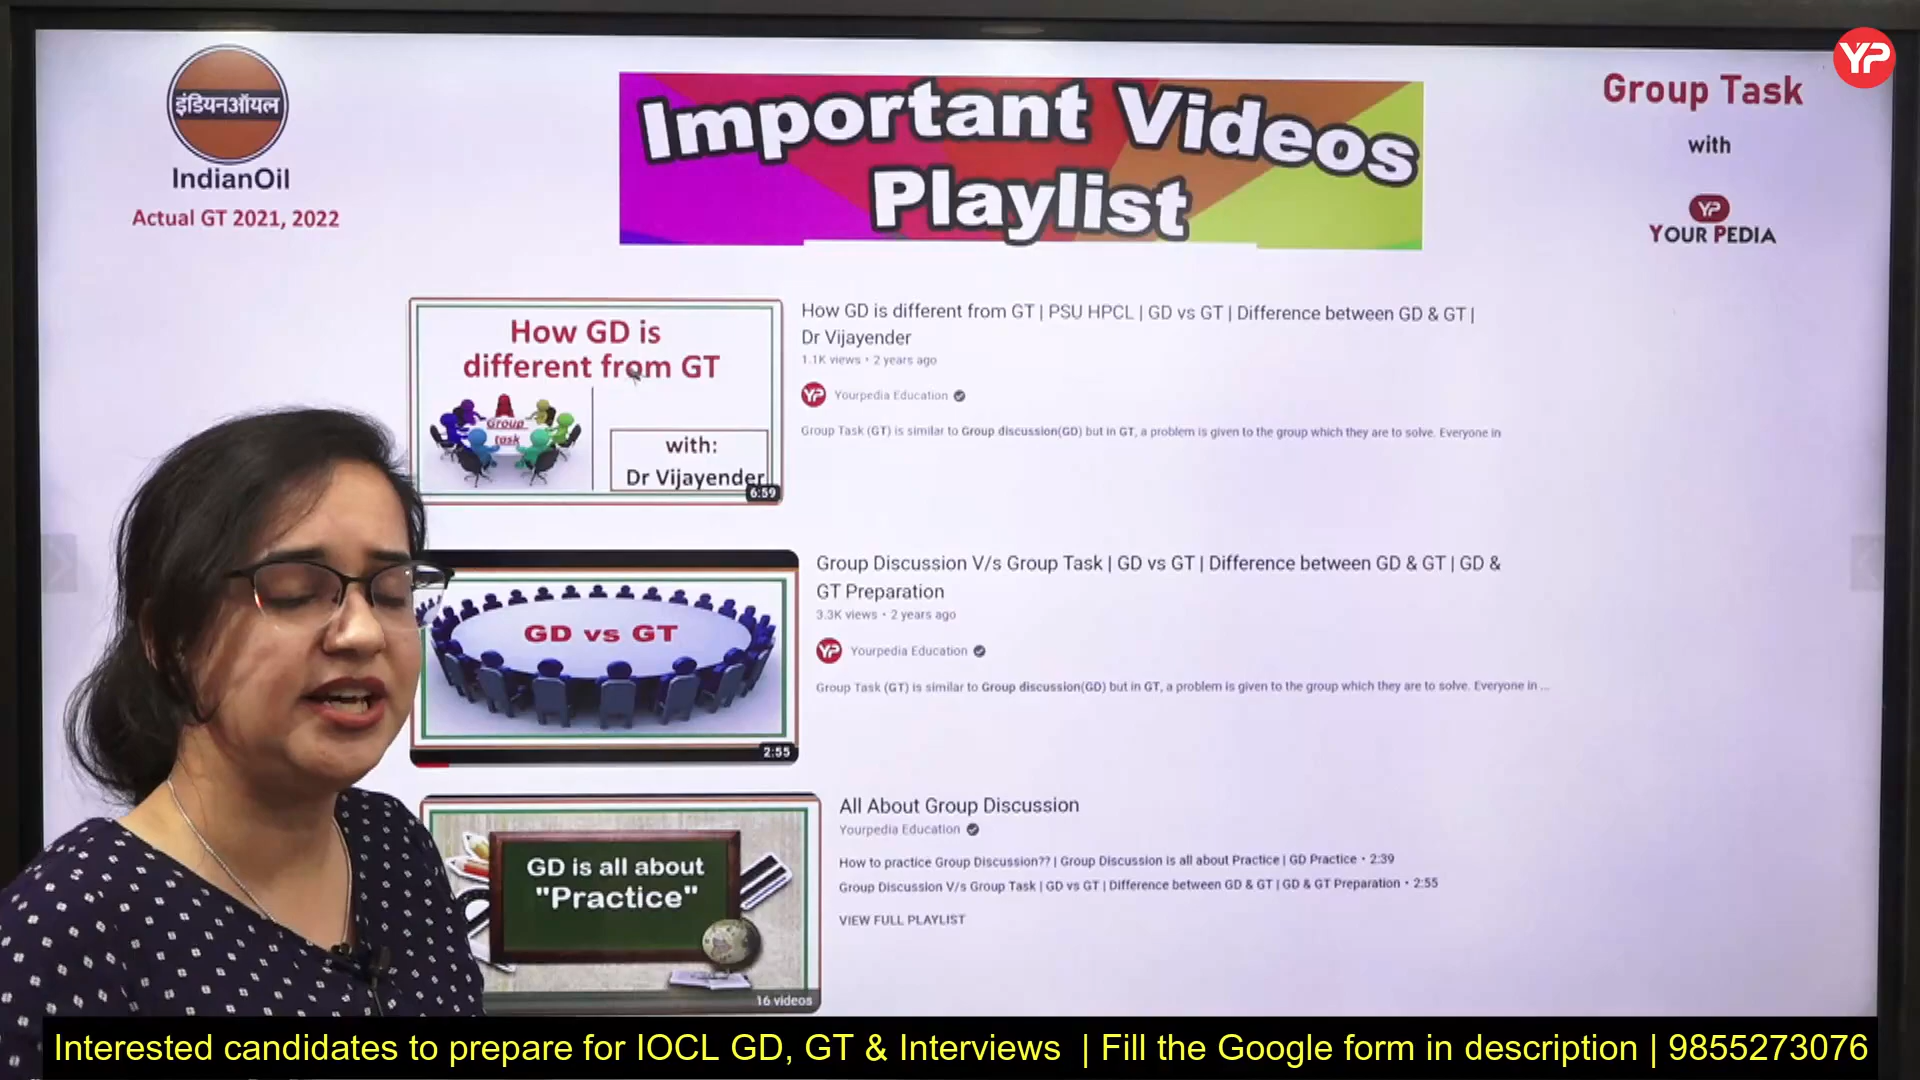 YP
इंडियनऑयल
IndianOil
Actual GT 2021, 2022
Important Videos
Playlist
Group Task
with
YP
YOUR PEDIA
How GD is
different from GT
Group
task
with:
Dr Vijayender
6:59
How GD is different from GT | PSU HPCL | GD vs GT | Difference between GD & GT |
Dr Vijayender
1.1K views • 2 years ago
YP Yourpedia Education
Group Task (GT) is similar to Group discussion(GD) but in GT, a problem is given to the group which they are to solve. Everyone in
GD vs GT
2:55
Group Discussion V/s Group Task | GD vs GT | Difference between GD & GT | GD &
GT Preparation
3.3K views • 2 years ago
YP Yourpedia Education
Group Task (GT) is similar to Group discussion(GD) but in GT, a problem is given to the group which they are to solve. Everyone in ...
GD is all about
"Practice"
16 videos
All About Group Discussion
Yourpedia Education
How to practice Group Discussion?? | Group Discussion is all about Practice | GD Practice • 2:39
Group Discussion V/s Group Task | GD vs GT | Difference between GD & GT | GD & GT Preparation • 2:55
VIEW FULL PLAYLIST
Interested candidates to prepare for IOCL GD, GT & Interviews | Fill the Google form in description | 9855273076